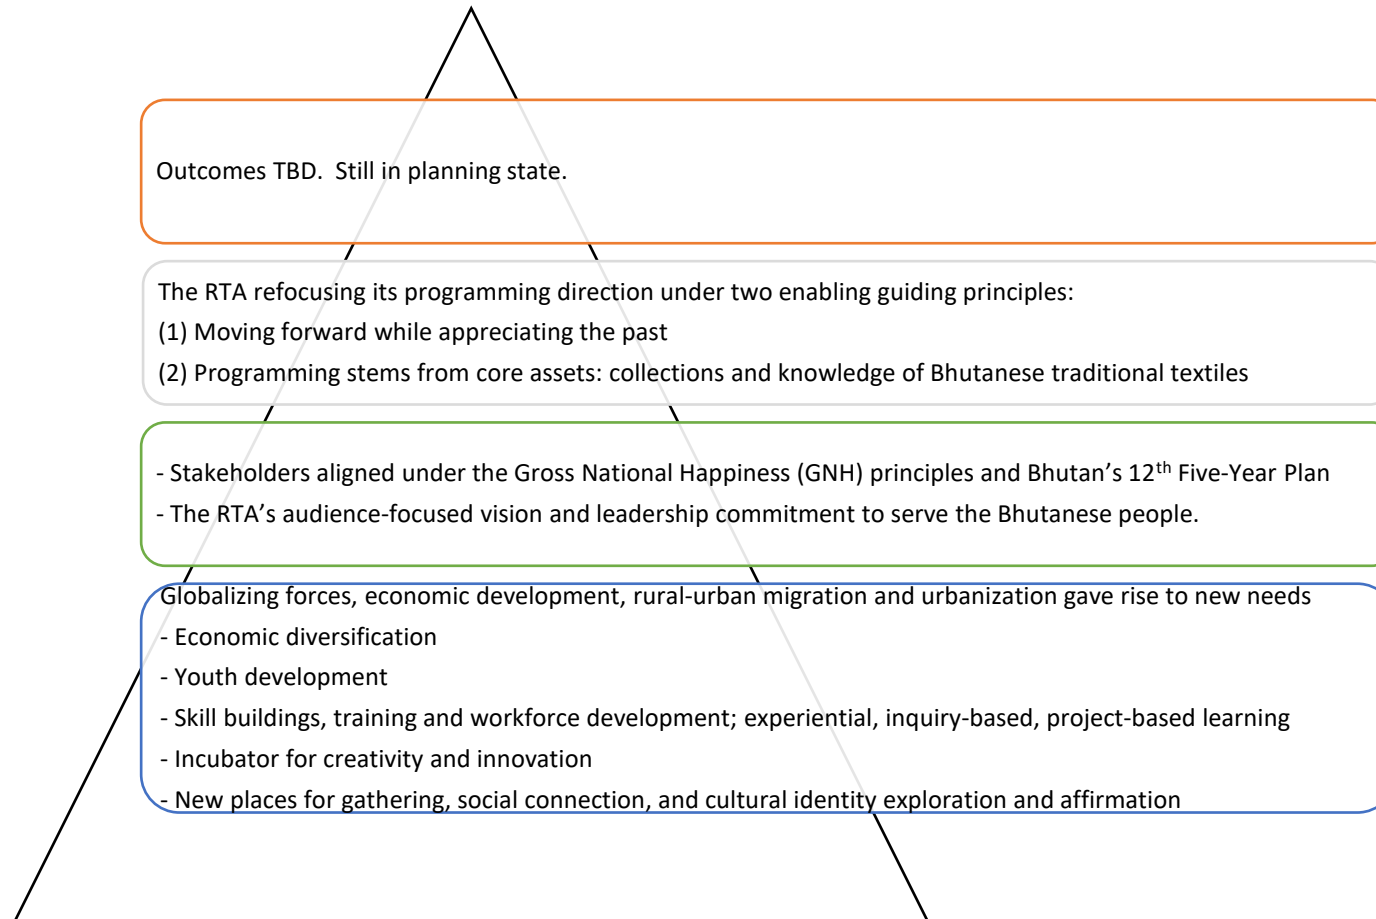 Outcomes TBD.  Still in planning state.
The RTA refocusing its programming direction under two enabling guiding principles:
(1) Moving forward while appreciating the past
(2) Programming stems from core assets: collections and knowledge of Bhutanese traditional textiles
- Stakeholders aligned under the Gross National Happiness (GNH) principles and Bhutan’s 12th Five-Year Plan
- The RTA’s audience-focused vision and leadership commitment to serve the Bhutanese people.
Globalizing forces, economic development, rural-urban migration and urbanization gave rise to new needs
- Economic diversification
- Youth development
- Skill buildings, training and workforce development; experiential, inquiry-based, project-based learning
- Incubator for creativity and innovation
- New places for gathering, social connection, and cultural identity exploration and affirmation